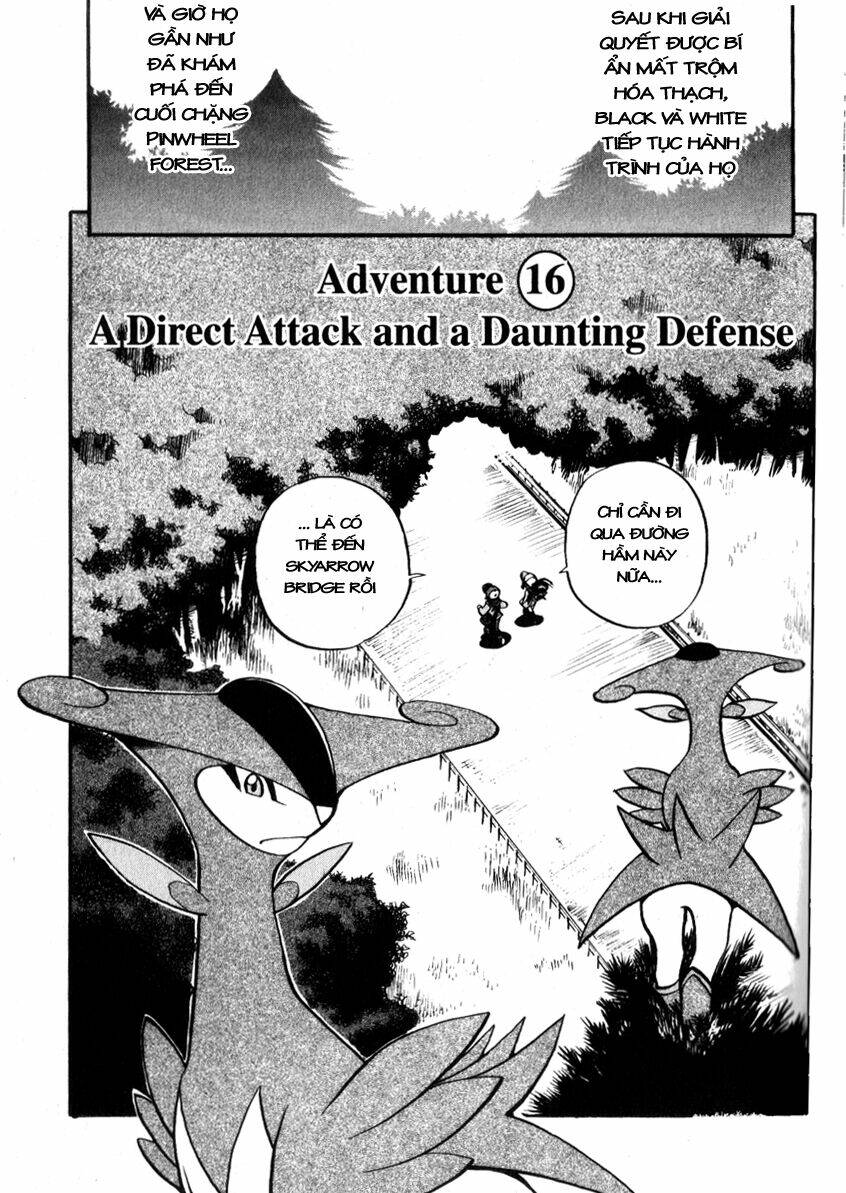 SAU KHI GIẢI
QUYẾT ĐƯỢC BÍ
ẨN MẤT TRỘM
HÓA THẠCH,
BLACK VÀ WHITE
TIẾP TỤC HÀNH
TRÌNH CỦA HỌ
VÀ GIỜ HỌ
GẦN NHƯ
ĐÃ KHÁM
PHÁ ĐẾN
CUỐI CHẶNG
PINWHEEL
FOREST...
Adventure 16
A Direct Attack and a Daunting Defense
CHỈ CẦN ĐI
QUA ĐƯỜNG
HẦM NÀY
NỮA...
... LÀ CÓ
THỂ ĐẾN
SKYARROW
BRIDGE RỒI